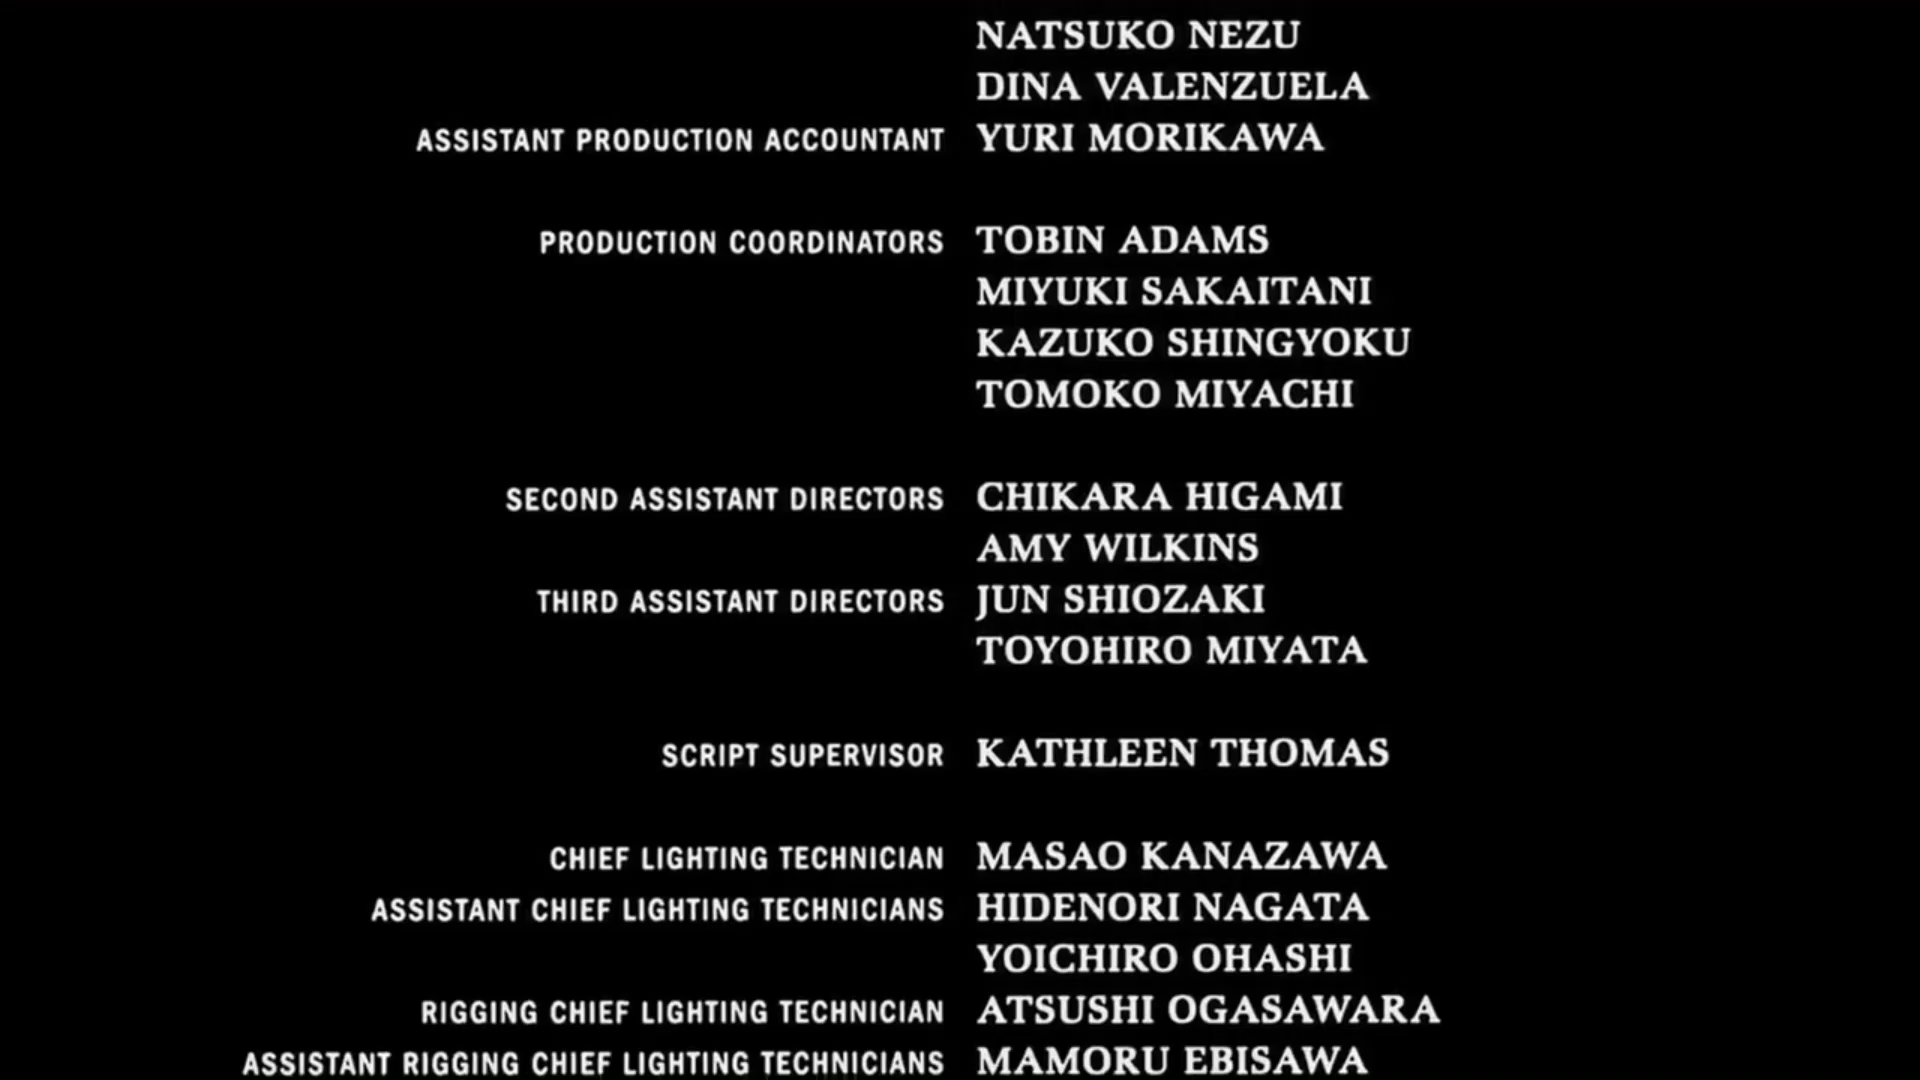 NATSUKO NEZU
DINA VALENZUELA
ASSISTANT PRODUCTION ACCOUNTANT YURI MORIKAWA
PRODUCTION COORDINATORS TOBIN ADAMS
MIYUKI SAKAITANI
KAZUKO SHINGYOKU
TOMOKO MIYACHI
SECOND ASSISTANT DIRECTORS CHIKARA HIGAMI
AMY WILKINS
THIRD ASSISTANT DIRECTORS JUN SHIOZAKI
TOYOHIRO MIYATA
SCRIPT SUPERVISOR KATHLEEN THOMAS
CHIEF LIGHTING TECHNICIAN MASAO KANAZAWA
ASSISTANT CHIEF LIGHTING TECHNICIANS HIDENORI NAGATA
YOICHIRO OHASHI
RIGGING CHIEF LIGHTING TECHNICIAN ATSUSHI OGASAWARA
ASSISTANT RIGGING CHIEF LIGHTING TECHNICIANS MAMORU EBISAWA